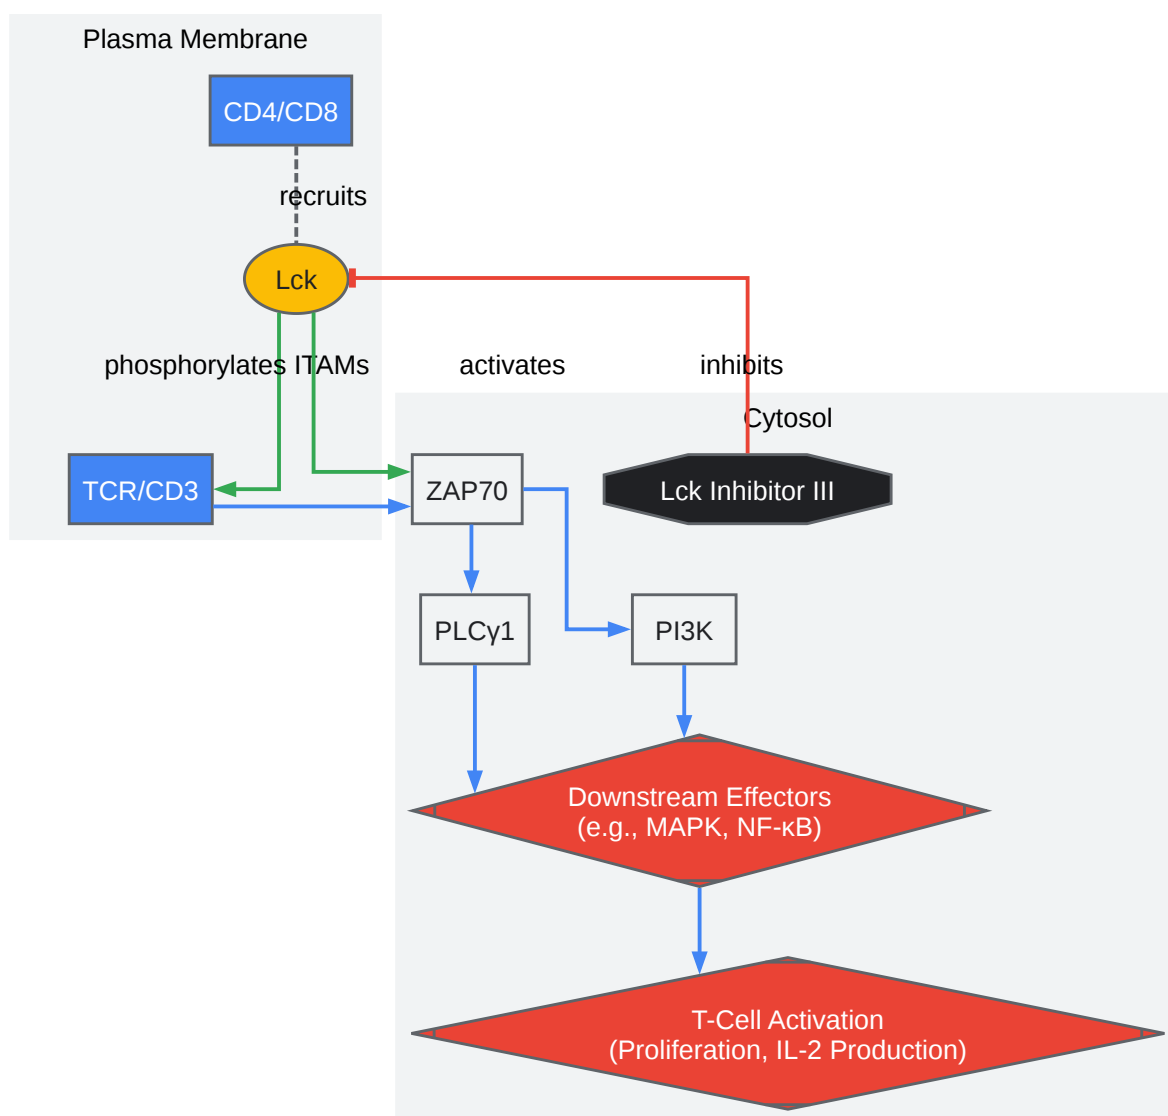 Plasma Membrane
CD4/CD8
recruits
Lck
phosphorylates ITAMs
activates
inhibits
Cytosol
TCR/CD3
ZAP70
Lck Inhibitor III
PLCγ1
PI3K
Downstream Effectors
(e.g., MAPK, NF-κB)
T-Cell Activation
(Proliferation, IL-2 Production)